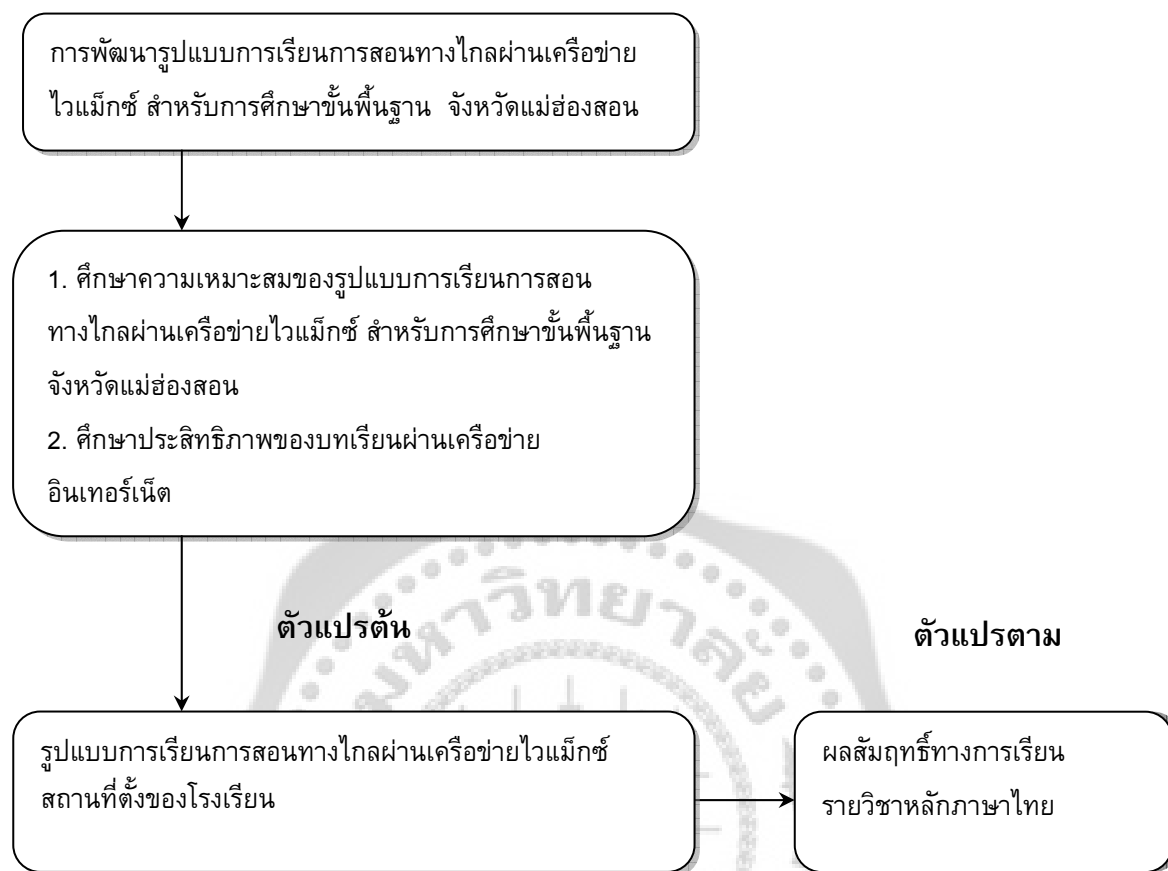 การพัฒนารูปแบบการเรียนการสอนทางไกลผ่านเครือข่าย
ไวแม็กซ์ สำหรับการศึกษาขั้นพื้นฐาน จังหวัดแม่ฮ่องสอน
1. ศึกษาความเหมาะสมของรูปแบบการเรียนการสอน
ทางไกลผ่านเครือข่ายไวแม็กซ์ สำหรับการศึกษาขั้นพื้นฐาน
จังหวัดแม่ฮ่องสอน
2. ศึกษาประสิทธิภาพของบทเรียนผ่านเครือข่าย
อินเทอร์เน็ต
มหาวิทยาลัย
ตัวแปรต้น
ตัวแปรตาม
รูปแบบการเรียนการสอนทางไกลผ่านเครือข่ายไวแม็กซ์
สถานที่ตั้งของโรงเรียน
ผลสัมฤทธิ์ทางการเรียน
รายวิชาหลักภาษาไทย